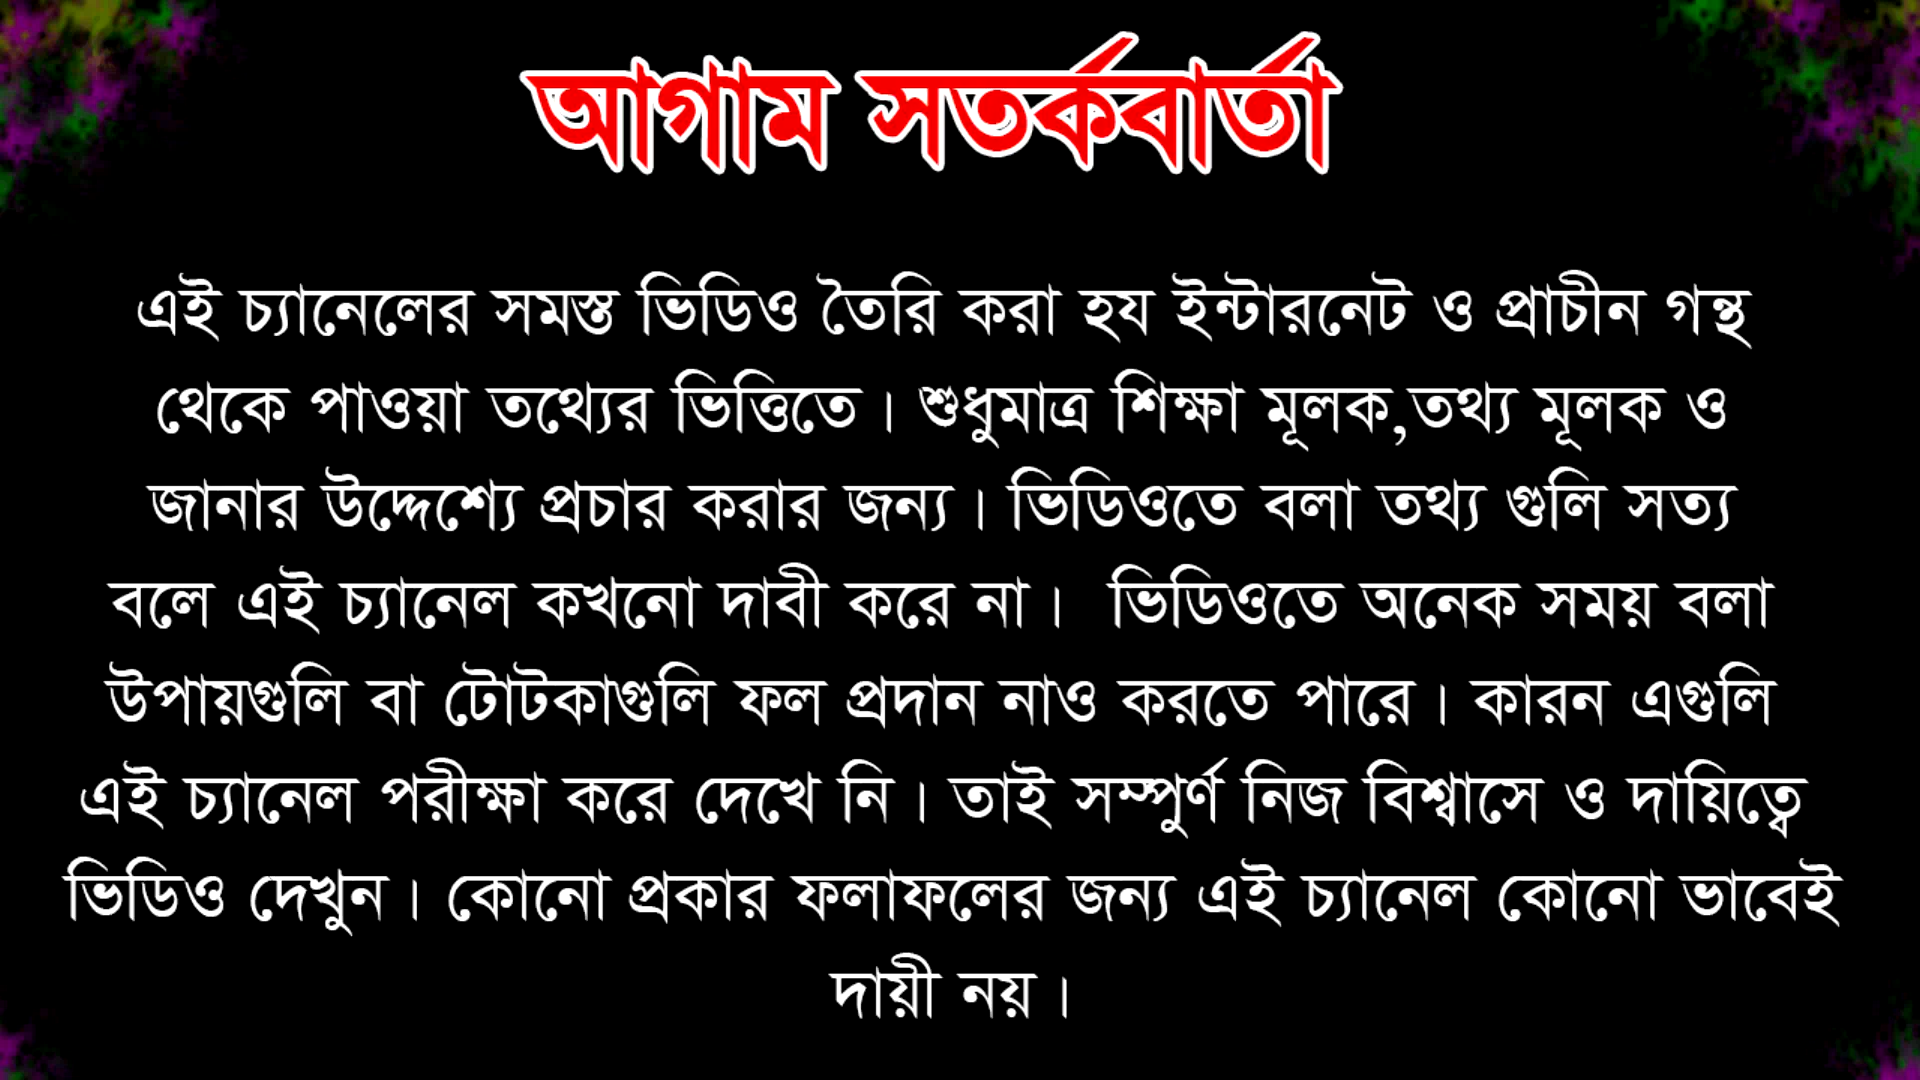 আগাম সতর্কবার্তা
এই চ্যানেলের সমস্ত ভিডিও তৈরি করা হয ইন্টারনেট ও প্রাচীন গন্থ
থেকে পাওয়া তথ্যের ভিত্তিতে। শুধুমাত্র শিক্ষা মূলক,তথ্য মূলক ও
জানার উদ্দেশ্যে প্রচার করার জন্য। ভিডিওতে বলা তথ্য গুলি সত্য
বলে এই চ্যানেল কখনো দাবী করে না। ভিডিওতে অনেক সময় বলা
উপায়গুলি বা টোটকাগুলি ফল প্রদান নাও করতে পারে। কারন এগুলি
এই চ্যানেল পরীক্ষা করে দেখে নি। তাই সম্পুর্ণ নিজ বিশ্বাসে ও দায়িত্বে
ভিডিও দেখুন। কোনো প্রকার ফলাফলের জন্য এই চ্যানেল কোনো ভাবেই
দায়ী নয়।